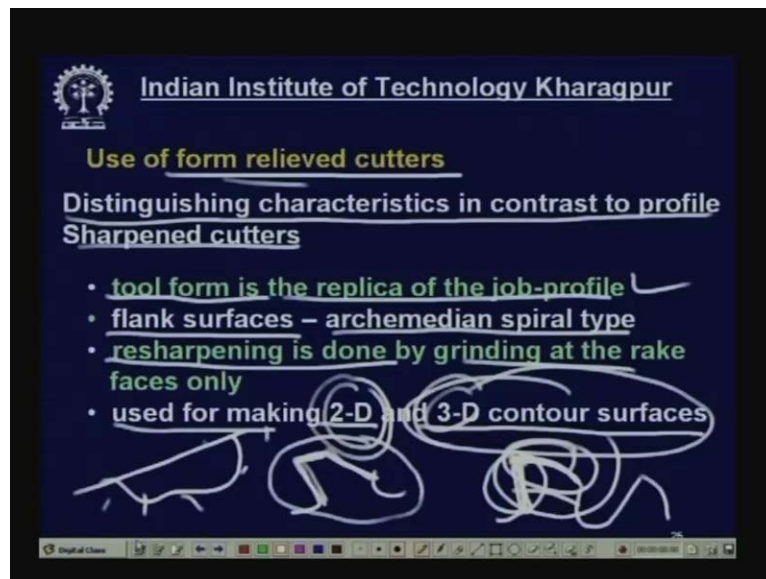 Indian Institute of Technology Kharagpur
Use of form relieved cutters
Distinguishing characteristics in contrast to profile
Sharpened cutters
• tool form is the replica of the job-profile
• flank surfaces – archemedian spiral type
• resharpening is done by grinding at the rake
faces only
• used for making 2-D and 3-D contour surfaces
26
Digital Class